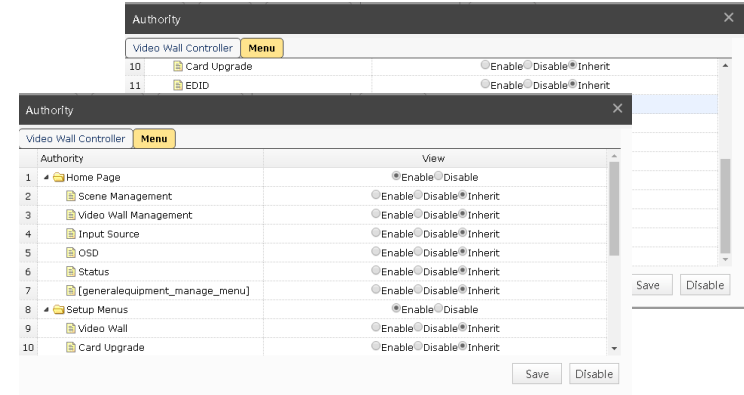 Authority ×
Video Wall Controller Menu
10 Card Upgrade Enable Disable Inherit
11 EDID Enable Disable Inherit
Save Disable
Authority ×
Video Wall Controller Menu
Authority View
1 Home Page Enable Disable
2 Scene Management Enable Disable Inherit
3 Video Wall Management Enable Disable Inherit
4 Input Source Enable Disable Inherit
5 OSD Enable Disable Inherit
6 Status Enable Disable Inherit
7 [generalequipment_manage_menu] Enable Disable Inherit
8 Setup Menus Enable Disable
9 Video Wall Enable Disable Inherit
10 Card Upgrade Enable Disable Inherit
Save Disable